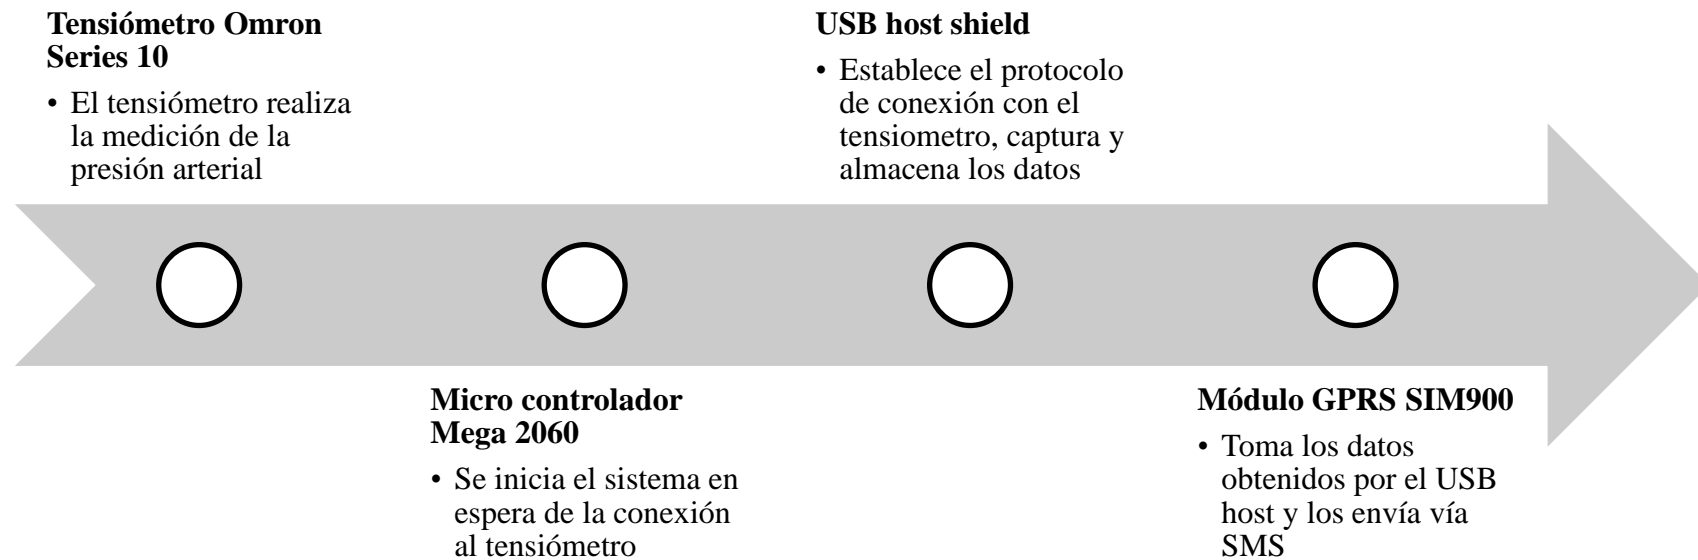 Tensiómetro Omron
Series 10
• El tensiómetro realiza
la medición de la
presión arterial
Micro controlador
Mega 2060
• Se inicia el sistema en
espera de la conexión
al tensiómetro
USB host shield
• Establece el protocolo
de conexión con el
tensiometro, captura y
almacena los datos
Módulo GPRS SIM900
• Toma los datos
obtenidos por el USB
host y los envía vía
SMS